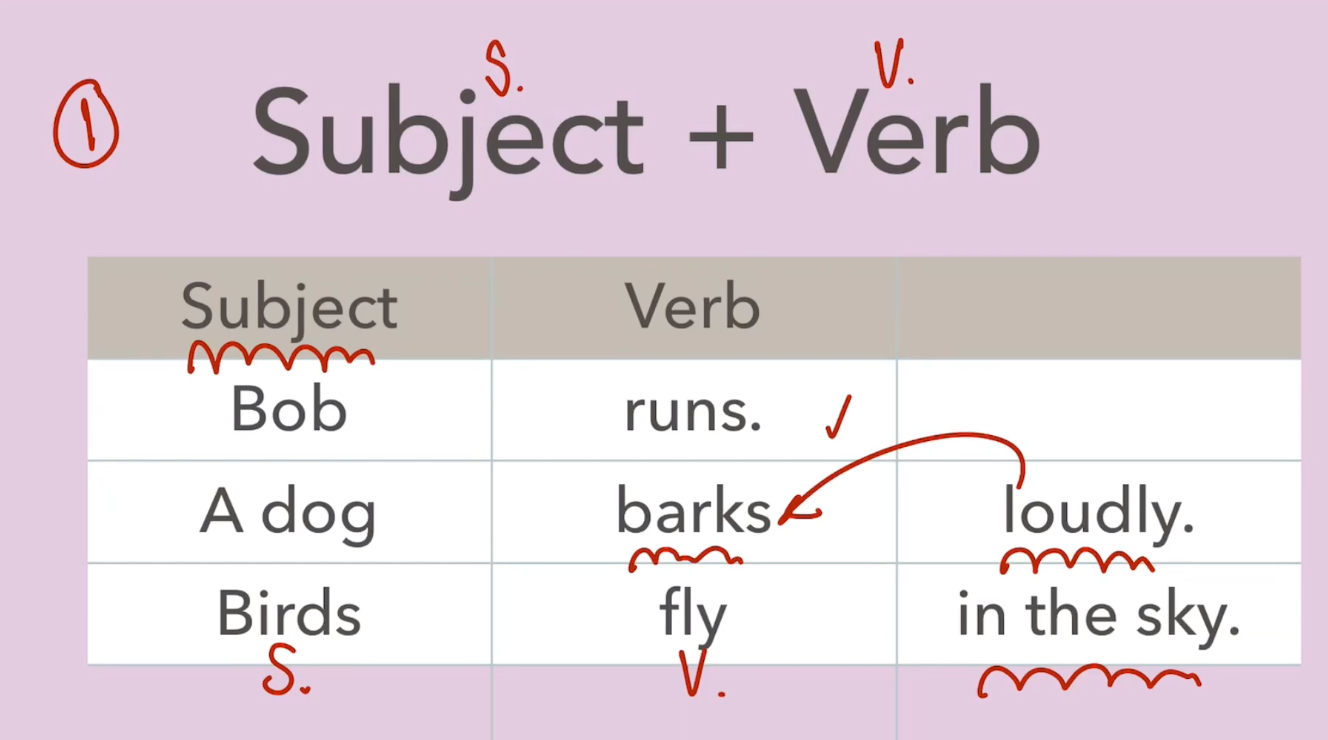 S. V.
① Subject + Verb
Subject Verb
Bob runs. ✓
A dog barks loudly.
Birds fly in the sky.
S. V.